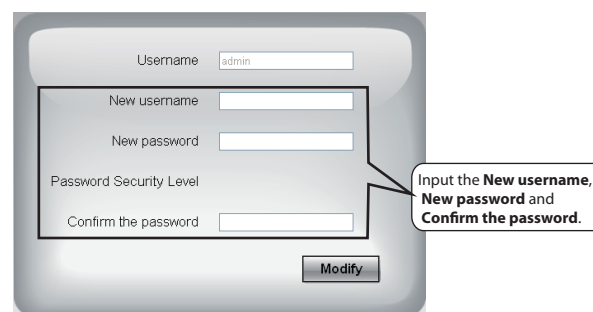 Username admin
New username
New password
Password Security Level
Confirm the password
Modify
Input the New username,
New password and
Confirm the password.